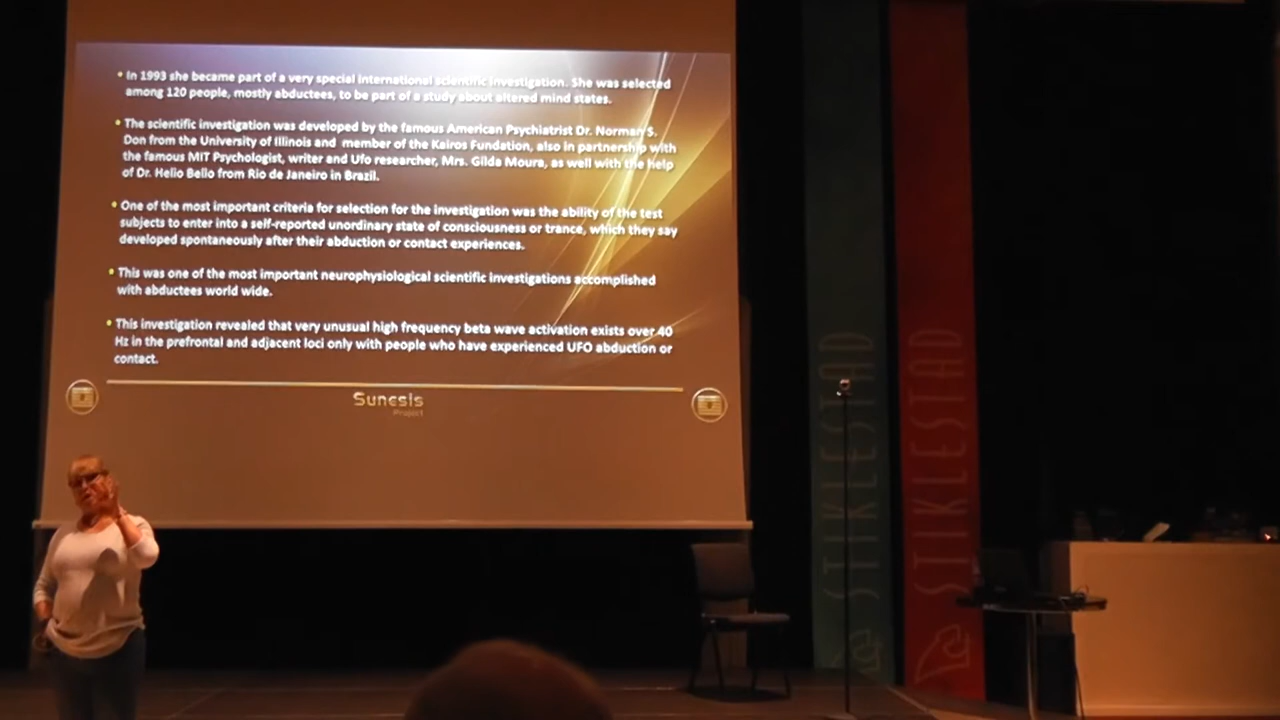 • In 1993 she became part of a very special international scientific investigation. She was selected
among 120 people, mostly abductees, to be part of a study about altered mind states.
• The scientific investigation was developed by the famous American Psychiatrist Dr. Norman S.
Don from the University of Illinois and member of the Kairos Fundation, also in partnership with
the famous MIT Psychologist, writer and Ufo researcher, Mrs. Gilda Moura, as well with the help
of Dr. Helio Bello from Rio de Janeiro in Brazil.
• One of the most important criteria for selection for the investigation was the ability of the test
subjects to enter into a self-reported unordinary state of consciousness or trance, which they say
developed spontaneously after their abduction or contact experiences.
• This was one of the most important neurophysiological scientific investigations accomplished
with abductees world wide.
• This investigation revealed that very unusual high frequency beta wave activation exists over 40
Hz in the prefrontal and adjacent loci only with people who have experienced UFO abduction or
contact.
Sunesis
Project
STIKLESTAD
STIKLESTAD